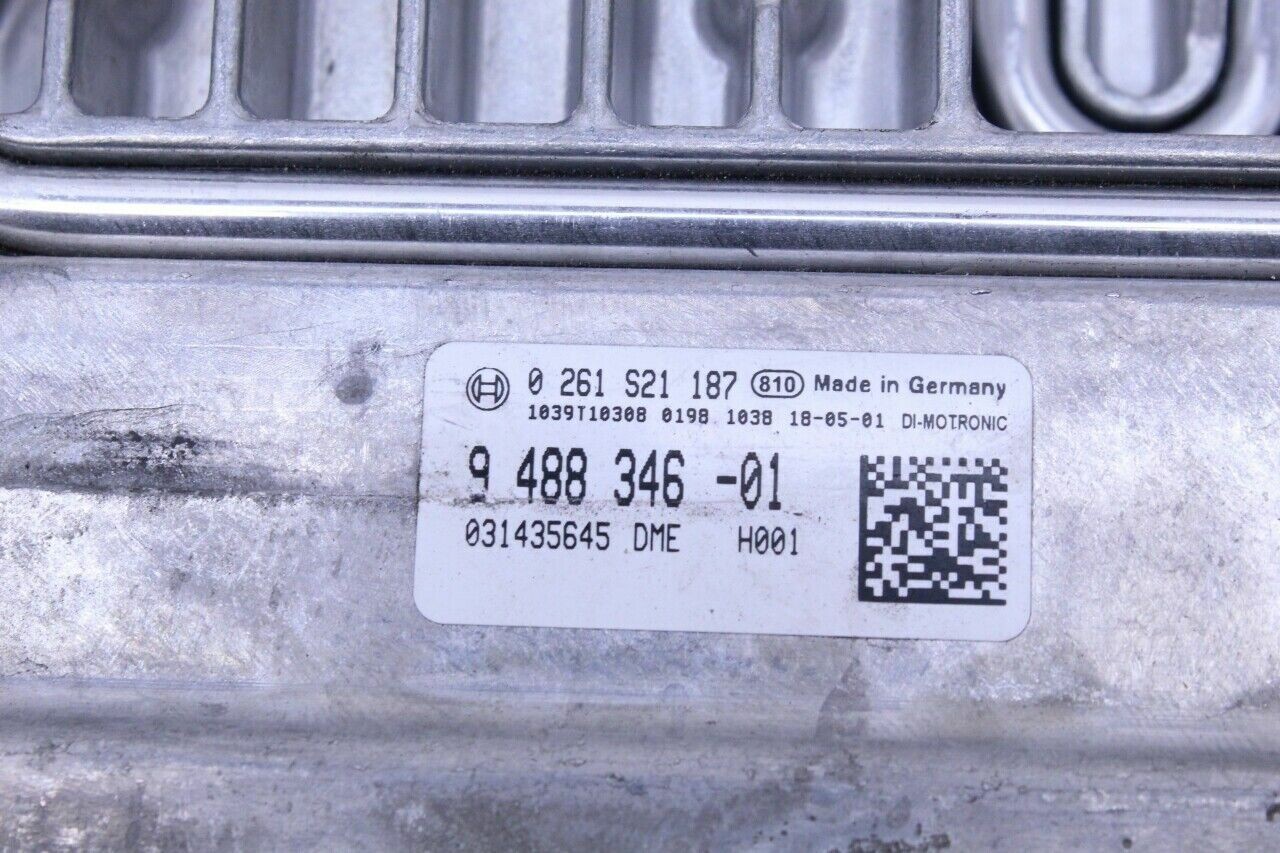 0 261 S21 187 810 Made in Germany
1039T10308 0198 1038 18-05-01 DI-MOTRONIC
9 488 346 -01
031435645 DME H001